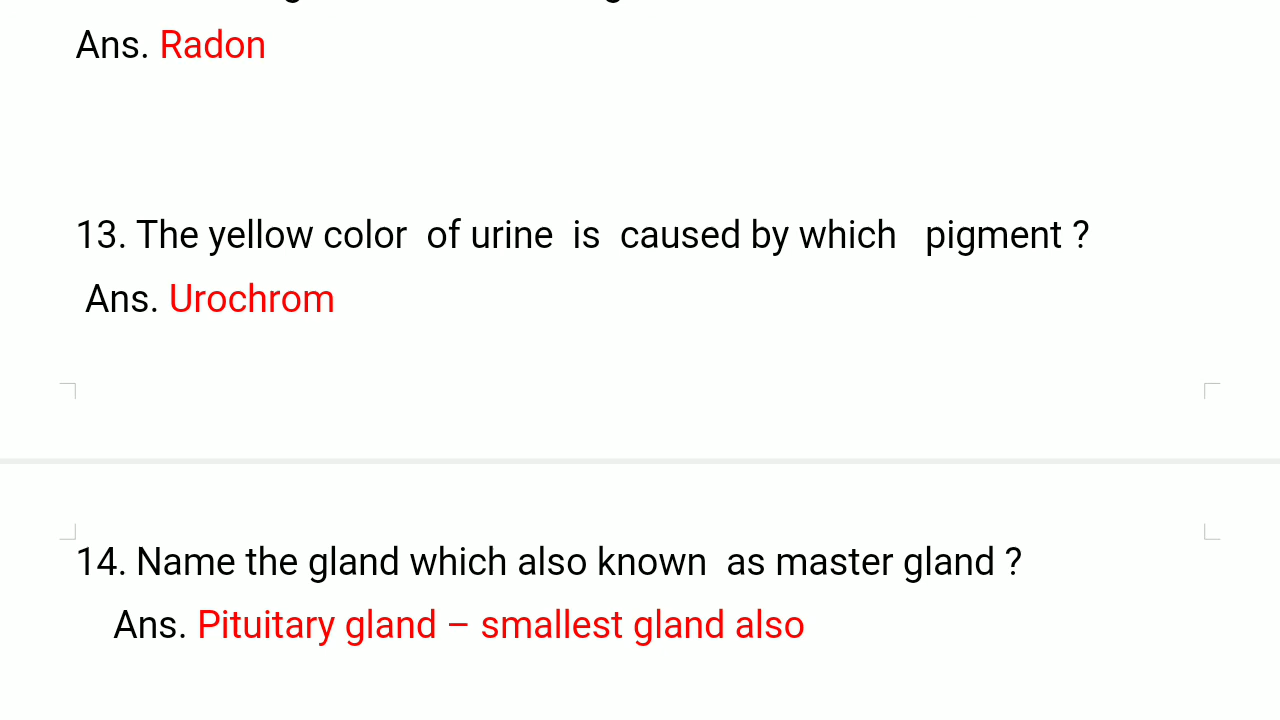 Ans. Radon
13. The yellow color of urine is caused by which pigment ?
Ans. Urochrom
14. Name the gland which also known as master gland ?
Ans. Pituitary gland – smallest gland also